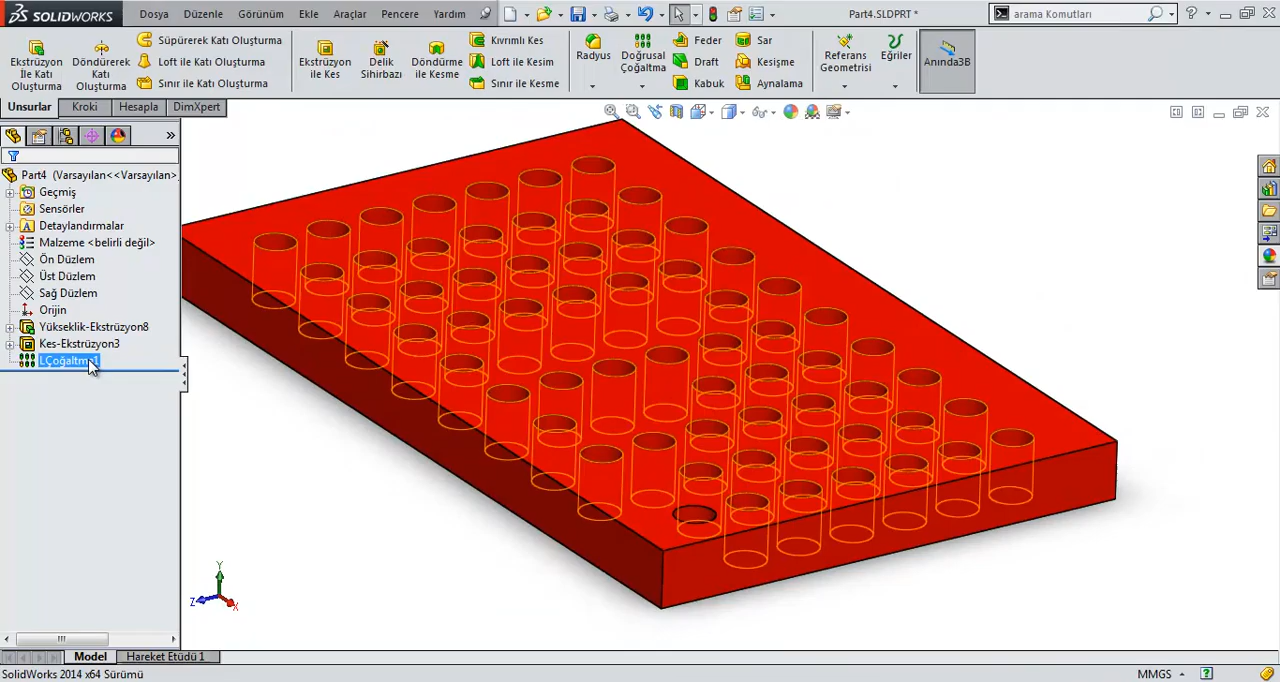 SOLIDWORKS Dosya Düzenle Görünüm Ekle Araçlar Pencere Yardım Part4.SLDPRT * arama Komutları
Ekstrüzyon İle Katı Oluşturma
Döndürerek Katı Oluşturma
Süpürerek Katı Oluşturma
Loft ile Katı Oluşturma
Sınır ile Katı Oluşturma
Ekstrüzyon ile Kes
Delik Sihirbazı
Döndürme ile Kesme
Kıvrımlı Kes
Loft ile Kesim
Sınır ile Kesme
Radyus
Doğrusal Çoğaltma
Feder
Draft
Kabuk
Sar
Kesişme
Aynalama
Referans Geometrisi
Eğriler
Anında3B
Unsurlar Kroki Hesapla DimXpert
Part4 (Varsayılan<<Varsayılan>
Geçmiş
Sensörler
Detaylandırmalar
Malzeme <belirli değil>
Ön Düzlem
Üst Düzlem
Sağ Düzlem
Orijin
Yükseklik-Ekstrüzyon8
Kes-Ekstrüzyon3
LÇoğaltma1
Y
Z
X
Model Hareket Etüdü 1
SolidWorks 2014 x64 Sürümü MMGS